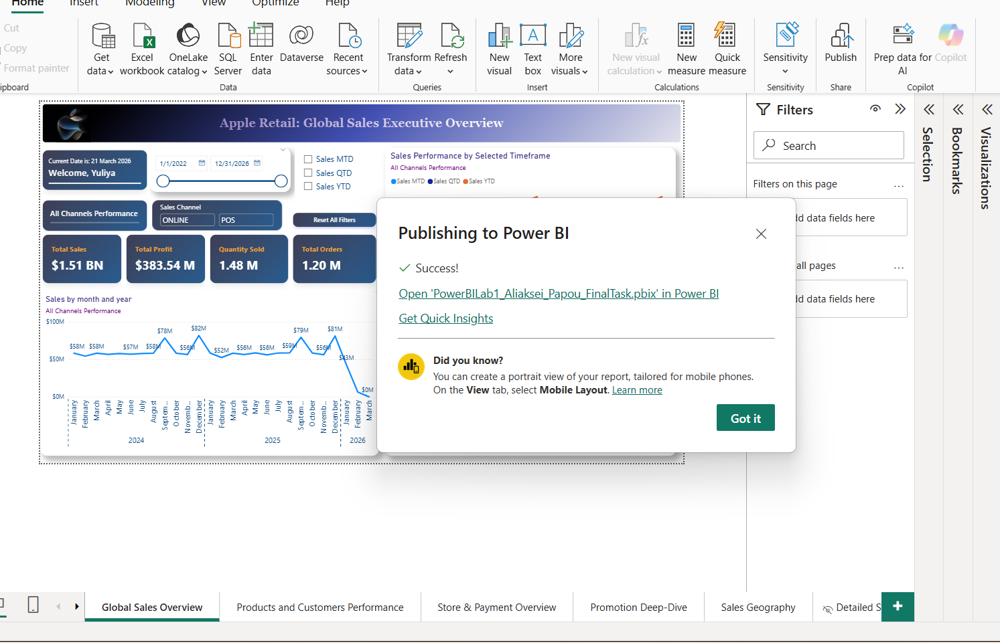 Home Insert Modeling View Optimize Help
Cut
Copy
Format painter
ipboard
Get data
Excel workbook
OneLake catalog
SQL Server
Enter data
Dataverse
Recent sources
Data
Transform data
Refresh
Queries
New visual
Text box
More visuals
Insert
New visual calculation
New measure
Quick measure
Calculations
Sensitivity
Sensitivity
Publish
Share
Prep data for AI
Copilot
Copilot
Apple Retail: Global Sales Executive Overview
Current Date is: 21 March 2026
Welcome, Yuliya
1/1/2022 12/31/2026
Sales MTD
Sales QTD
Sales YTD
Sales Performance by Selected Timeframe
All Channels Performance
Sales MTD Sales QTD Sales YTD
All Channels Performance
Sales Channel
ONLINE POS
Reset All Filters
Total Sales
$1.51 BN
Total Profit
$383.54 M
Quantity Sold
1.48 M
Total Orders
1.20 M
Sales by month and year
All Channels Performance
$100M
$50M
$0M
$58M $58M $57M $58M $78M $56M $82M $52M $56M $56M $59M $79M $56M $81M $43M $0M
January February March April May June July August Septem... October Novemb... December January February March April May June July August Septem... October Novemb... December January February March
2024 2025 2026
Publishing to Power BI
Success!
Open 'PowerBILab1_Aliaksei_Papou_FinalTask.pbix' in Power BI
Get Quick Insights
Did you know?
You can create a portrait view of your report, tailored for mobile phones.
On the View tab, select Mobile Layout. Learn more
Got it
Filters
Search
Filters on this page ...
dd data fields here
all pages ...
dd data fields here
Selection
Bookmarks
Visualizations
Global Sales Overview
Products and Customers Performance
Store & Payment Overview
Promotion Deep-Dive
Sales Geography
Detailed S